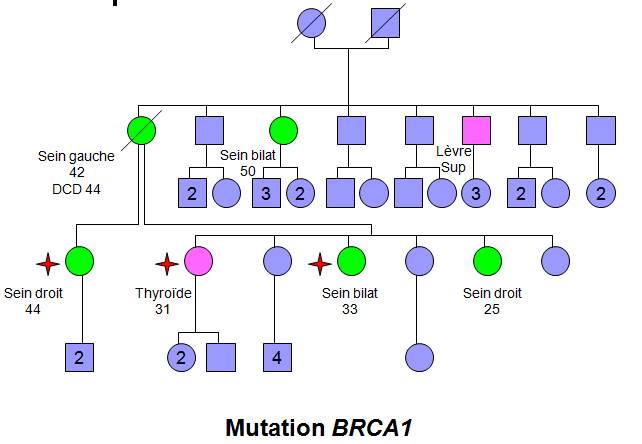 Sein gauche
42
DCD 44
Sein bilat
50
Lèvre
Sup
2
3
2
3
2
2
Sein droit
44
Thyroïde
31
Sein bilat
33
Sein droit
25
2
2
4
Mutation BRCA1